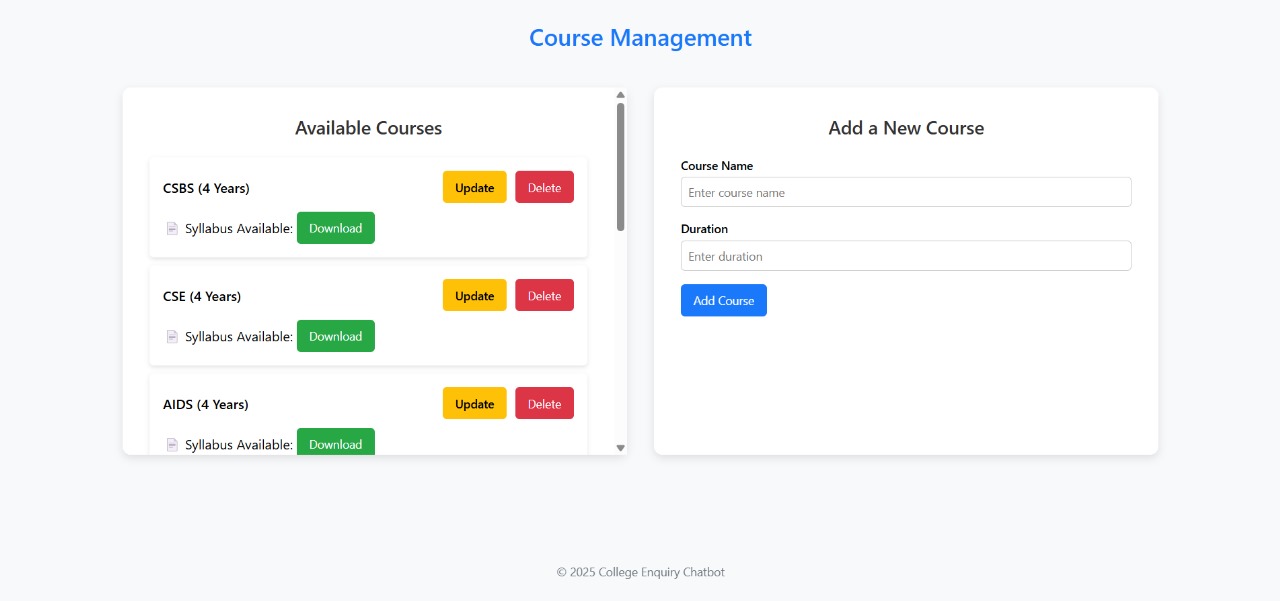 Course Management
Available Courses
CSBS (4 Years)
Update
Delete
Syllabus Available:
Download
CSE (4 Years)
Update
Delete
Syllabus Available:
Download
AIDS (4 Years)
Update
Delete
Syllabus Available:
Download
Add a New Course
Course Name
Enter course name
Duration
Enter duration
Add Course
© 2025 College Enquiry Chatbot